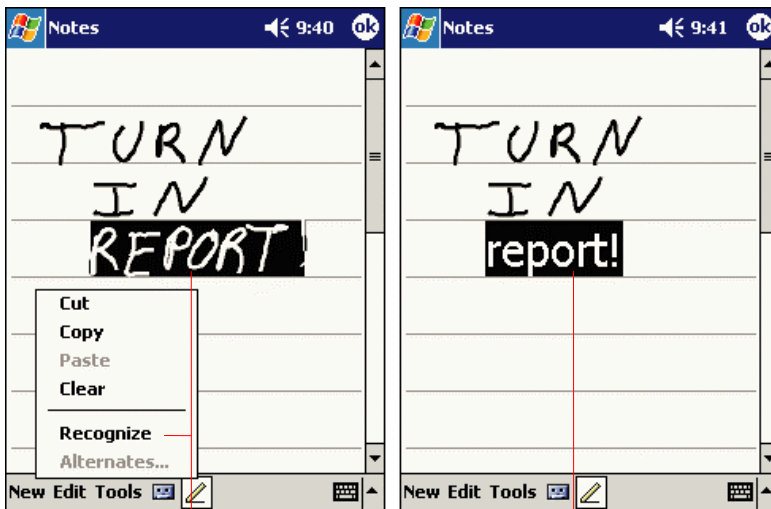 Notes 9:40 ok
TURN
IN
REPORT!
Cut
Copy
Paste
Clear
Recognize
Alternates...
New Edit Tools
Notes 9:41 ok
TURN
IN
report!
New Edit Tools